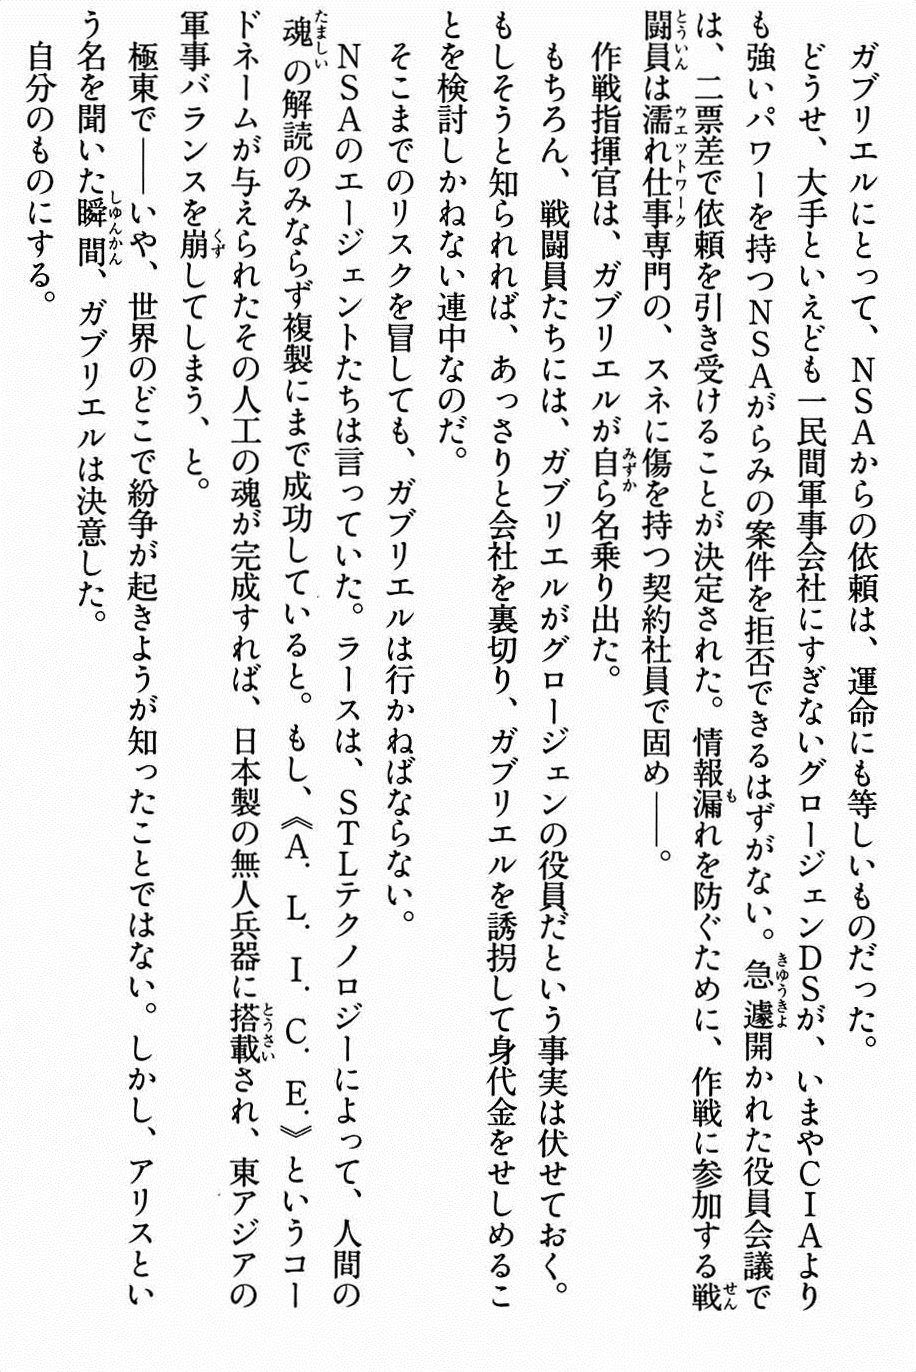 ガブリエルにとって、NSAからの依頼は、運命にも等しいものだった。
どうせ、大手といえども一民間軍事会社にすぎないグロージェンDSが、いまやCIAより
も強いパワーを持つNSAがらみの案件を拒否できるはずがない。急遽開かれた役員会議で
は、二票差で依頼を引き受けることが決定された。情報漏れを防ぐために、作戦に参加する戦
闘員は濡れ仕事専門の、スネに傷を持つ契約社員で固め――。
作戦指揮官は、ガブリエルが自ら名乗り出た。
もちろん、戦闘員たちには、ガブリエルがグロージェンの役員だという事実は伏せておく。
もしそうと知られれば、あっさりと会社を裏切り、ガブリエルを誘拐して身代金をせしめるこ
とを検討しかねない連中なのだ。
そこまでのリスクを冒しても、ガブリエルは行かねばならない。
NSAのエージェントたちは言っていた。ラースは、STLテクノロジーによって、人間の
魂の解読のみならず複製にまで成功していると。もし、《A.L.I.C.E.》というコー
ドネームが与えられたその人工の魂が完成すれば、日本製の無人兵器に搭載され、東アジアの
軍事バランスを崩してしまう、と。
極東で――いや、世界のどこで紛争が起きようが知ったことではない。しかし、アリスとい
う名を聞いた瞬間、ガブリエルは決意した。
自分のものにする。